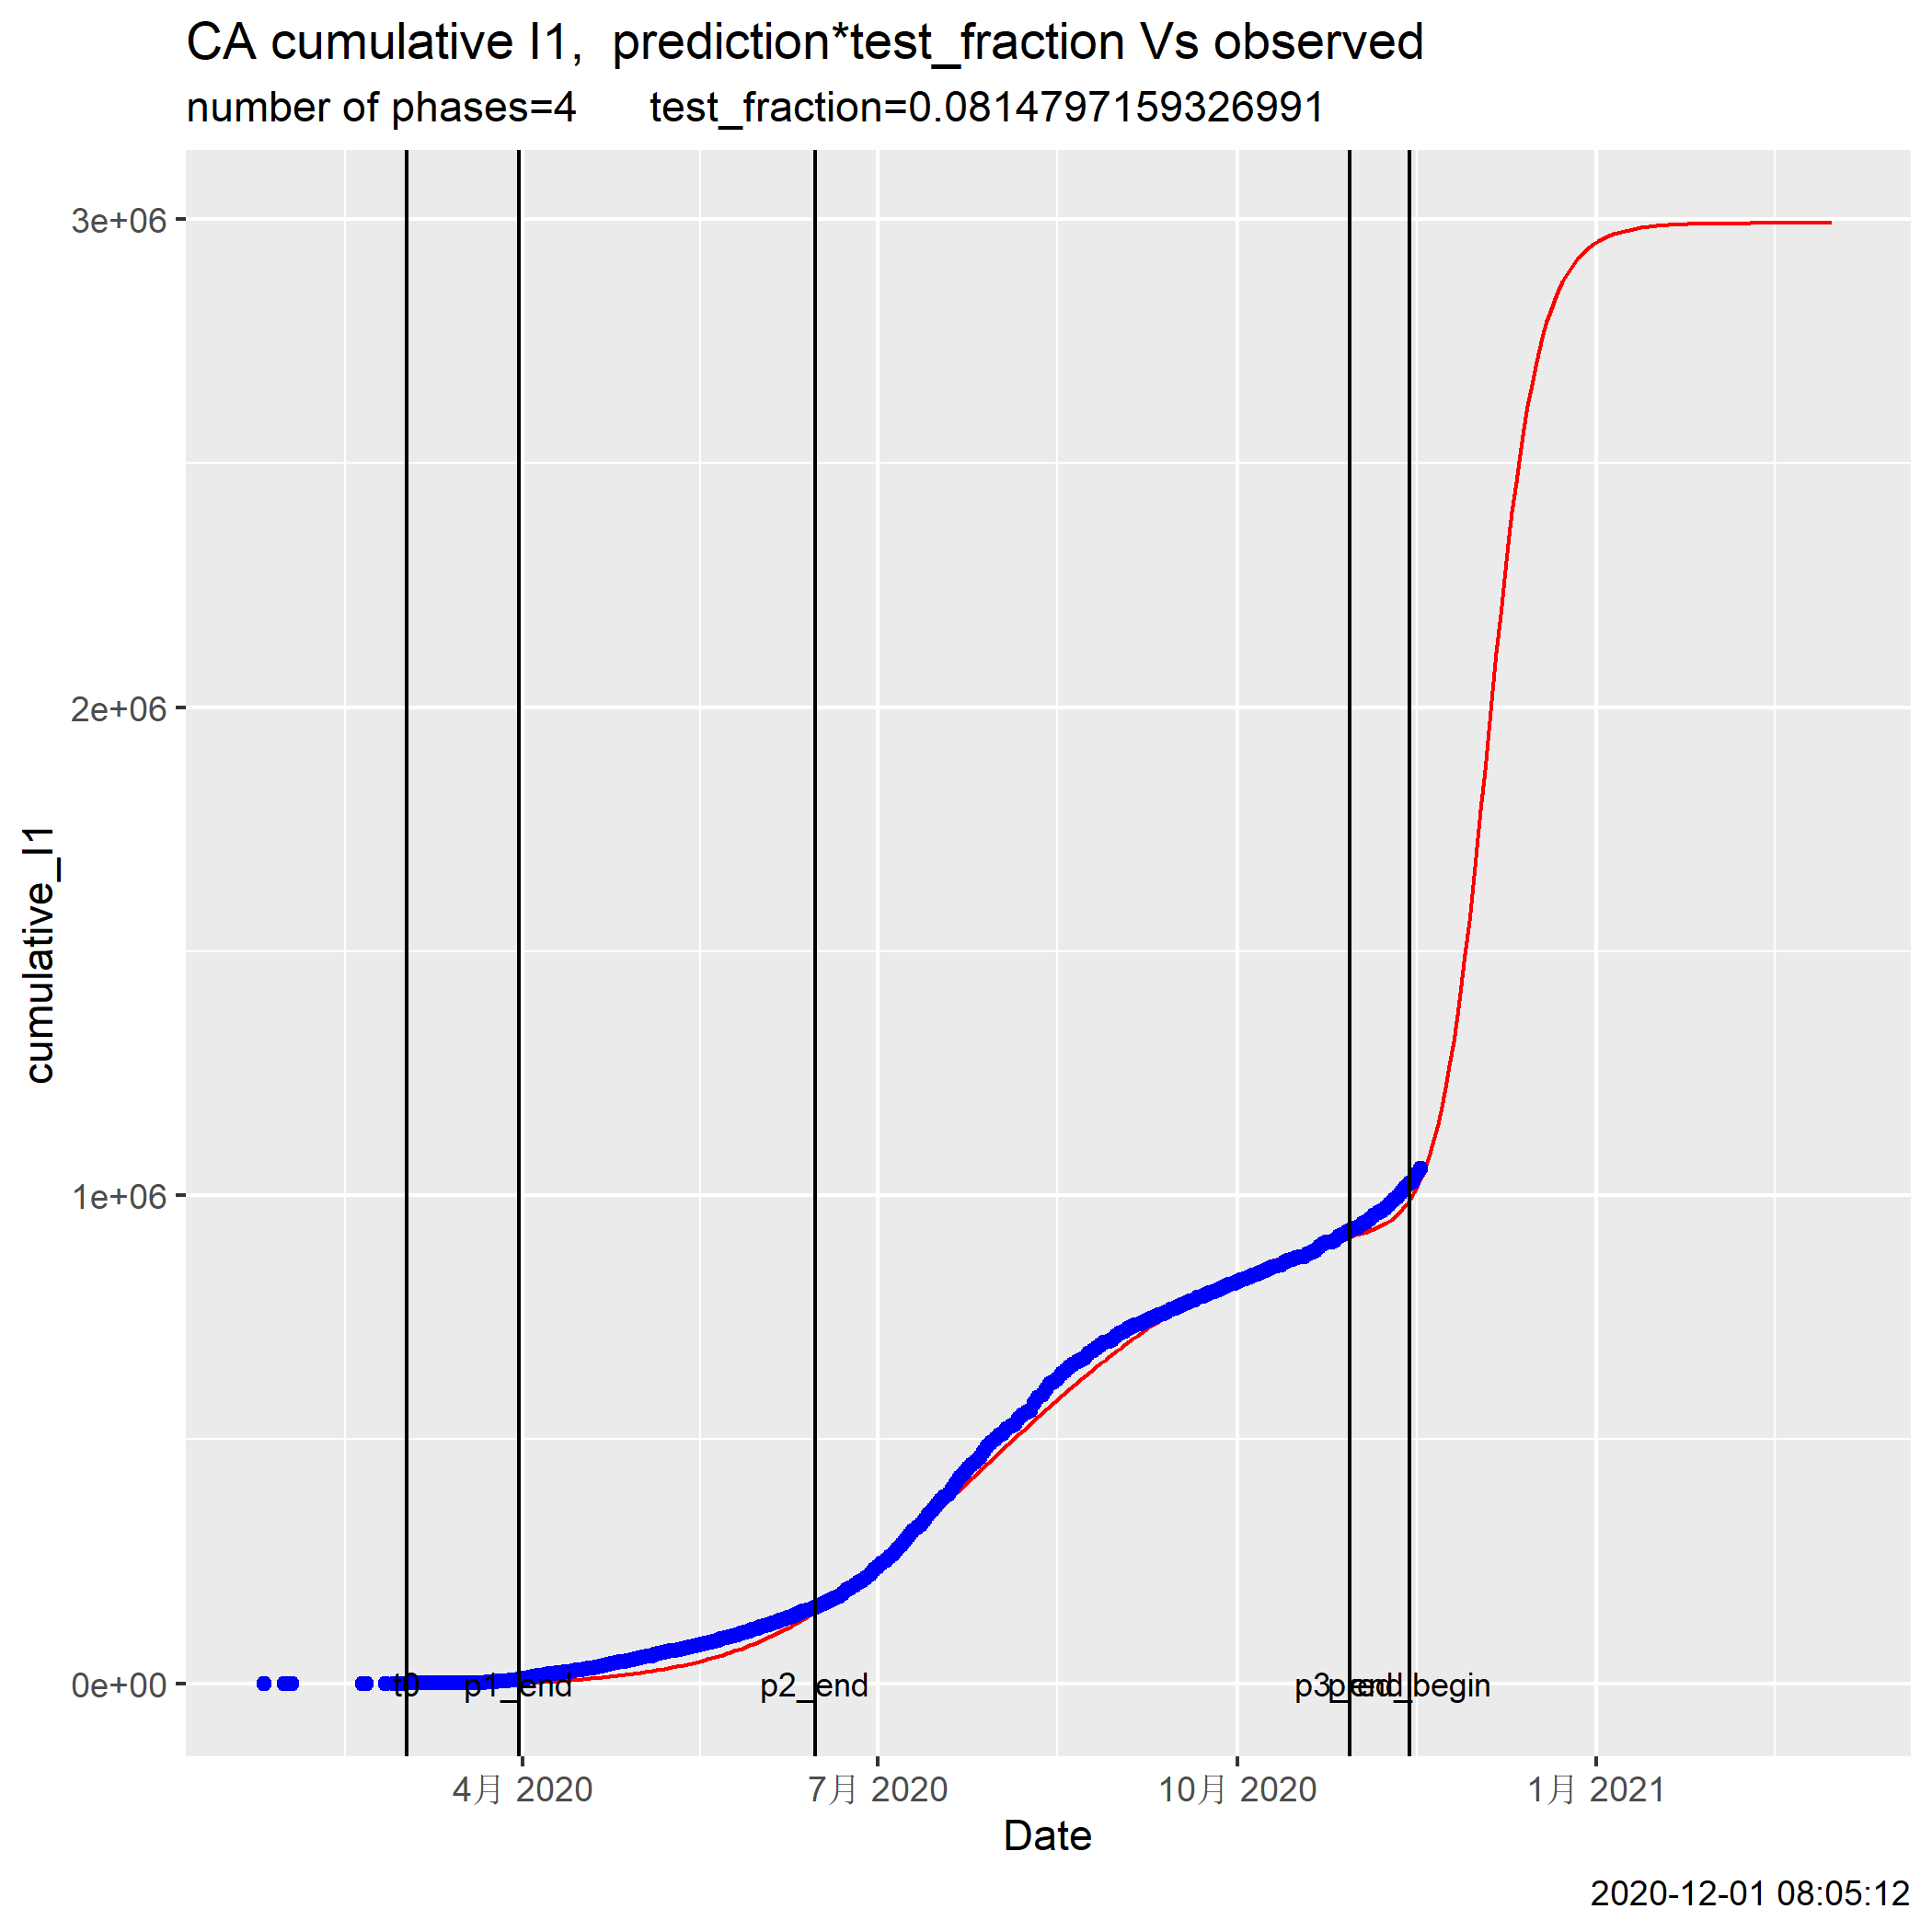 CA cumulative I1,  prediction*test_fraction Vs observed
number of phases=4      test_fraction=0.0814797159326991
3e+06
2e+06
cumulative_I1
1e+06
0e+00
t0
p1_end
p2_end
p3_end
pend_begin
4月 2020
7月 2020
10月 2020
1月 2021
Date
2020-12-01 08:05:12